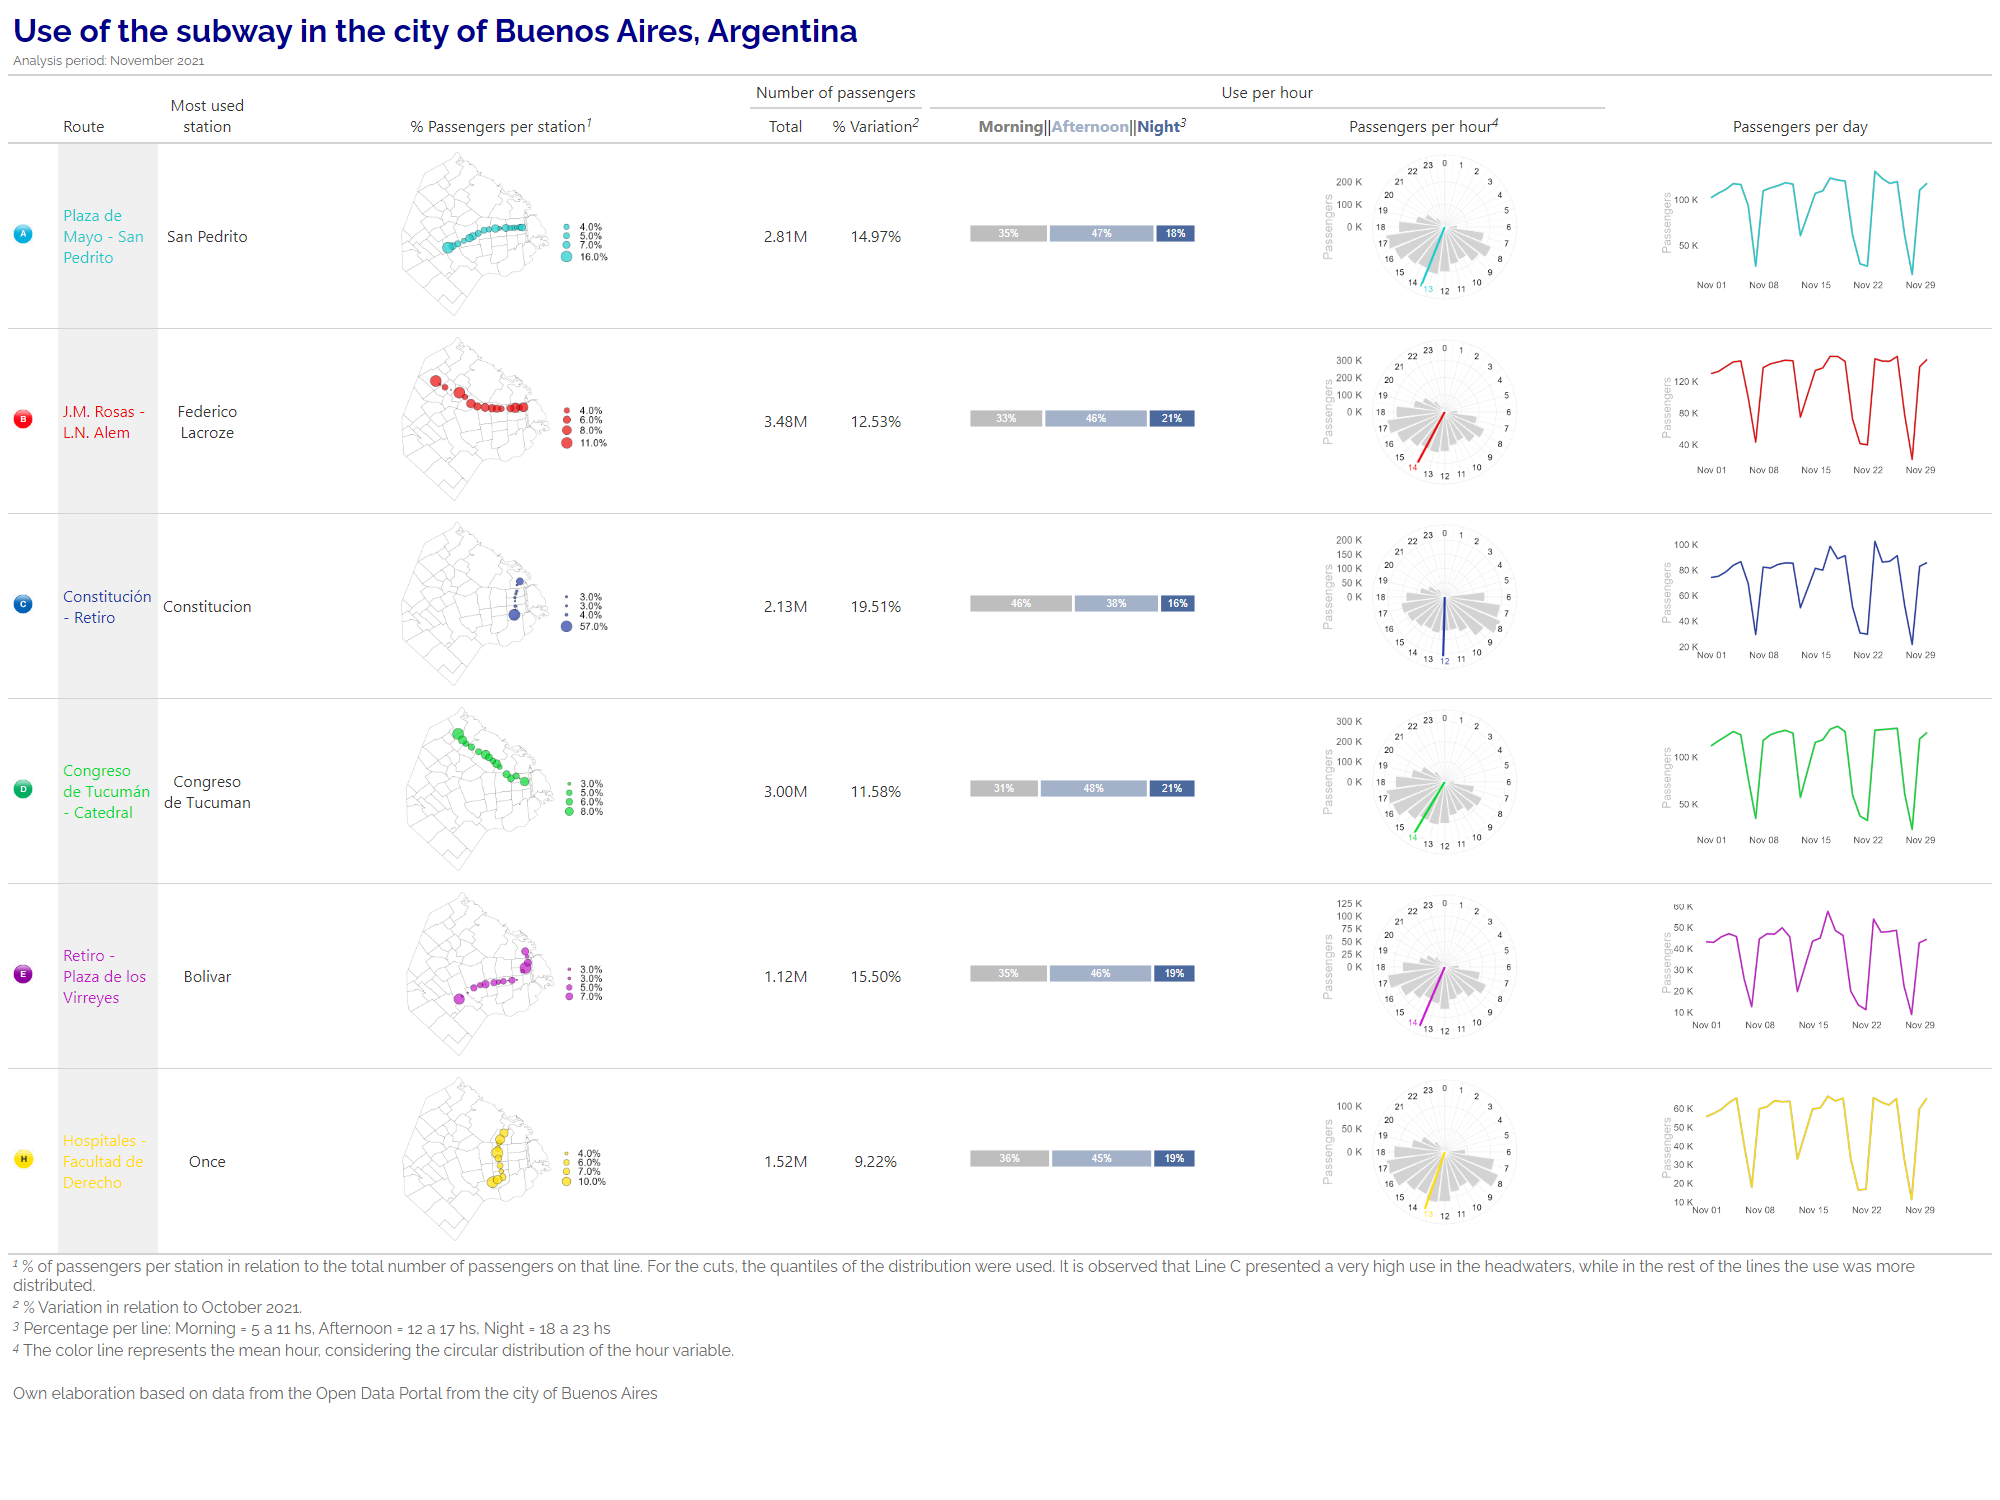 Use of the subway in the city of Buenos Aires, Argentina
Analysis period: November 2021
Number of passengers
Use per hour
Route
Most used
station
% Passengers per station1
Total
% Variation2
Morning||Afternoon||Night3
Passengers per hour4
Passengers per day
A
Plaza de
Mayo - San
Pedrito
San Pedrito
4.0%
5.0%
7.0%
16.0%
2.81M
14.97%
35%
47%
18%
Passengers
200 K
100 K
0 K
0
1
2
3
4
5
6
7
8
9
10
11
12
13
14
15
16
17
18
19
20
21
22
23
Passengers
100 K
50 K
Nov 01
Nov 08
Nov 15
Nov 22
Nov 29
B
J.M. Rosas -
L.N. Alem
Federico
Lacroze
4.0%
6.0%
8.0%
11.0%
3.48M
12.53%
33%
46%
21%
Passengers
300 K
200 K
100 K
0 K
0
1
2
3
4
5
6
7
8
9
10
11
12
13
14
15
16
17
18
19
20
21
22
23
Passengers
120 K
80 K
40 K
Nov 01
Nov 08
Nov 15
Nov 22
Nov 29
C
Constitución
- Retiro
Constitucion
3.0%
3.0%
4.0%
57.0%
2.13M
19.51%
46%
38%
16%
Passengers
200 K
150 K
100 K
50 K
0 K
0
1
2
3
4
5
6
7
8
9
10
11
12
13
14
15
16
17
18
19
20
21
22
23
Passengers
100 K
80 K
60 K
40 K
20 K
Nov 01
Nov 08
Nov 15
Nov 22
Nov 29
D
Congreso
de Tucumán
- Catedral
Congreso
de Tucuman
3.0%
5.0%
6.0%
8.0%
3.00M
11.58%
31%
48%
21%
Passengers
300 K
200 K
100 K
0 K
0
1
2
3
4
5
6
7
8
9
10
11
12
13
14
15
16
17
18
19
20
21
22
23
Passengers
100 K
50 K
Nov 01
Nov 08
Nov 15
Nov 22
Nov 29
E
Retiro -
Plaza de los
Virreyes
Bolivar
3.0%
3.0%
5.0%
7.0%
1.12M
15.50%
35%
46%
19%
Passengers
125 K
100 K
75 K
50 K
25 K
0 K
0
1
2
3
4
5
6
7
8
9
10
11
12
13
14
15
16
17
18
19
20
21
22
23
Passengers
60 K
50 K
40 K
30 K
20 K
10 K
Nov 01
Nov 08
Nov 15
Nov 22
Nov 29
H
Hospitales -
Facultad de
Derecho
Once
4.0%
6.0%
7.0%
10.0%
1.52M
9.22%
36%
45%
19%
Passengers
100 K
50 K
0 K
0
1
2
3
4
5
6
7
8
9
10
11
12
13
14
15
16
17
18
19
20
21
22
23
Passengers
60 K
50 K
40 K
30 K
20 K
10 K
Nov 01
Nov 08
Nov 15
Nov 22
Nov 29
1 % of passengers per station in relation to the total number of passengers on that line. For the cuts, the quantiles of the distribution were used. It is observed that Line C presented a very high use in the headwaters, while in the rest of the lines the use was more
distributed.
2 % Variation in relation to October 2021.
3 Percentage per line: Morning = 5 a 11 hs, Afternoon = 12 a 17 hs, Night = 18 a 23 hs
4 The color line represents the mean hour, considering the circular distribution of the hour variable.
Own elaboration based on data from the Open Data Portal from the city of Buenos Aires